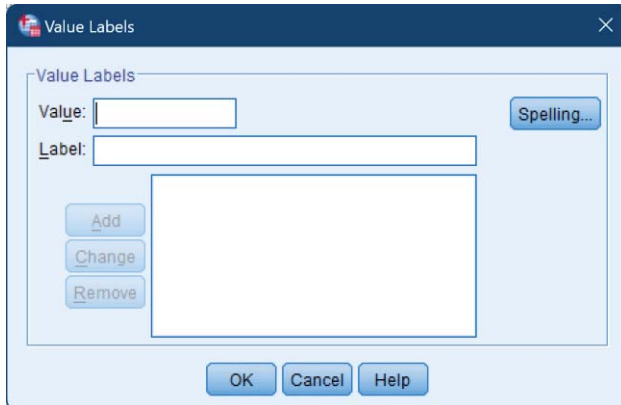 Value Labels
Value Labels
Value:
Spelling...
Label:
Add
Change
Remove
OK Cancel Help